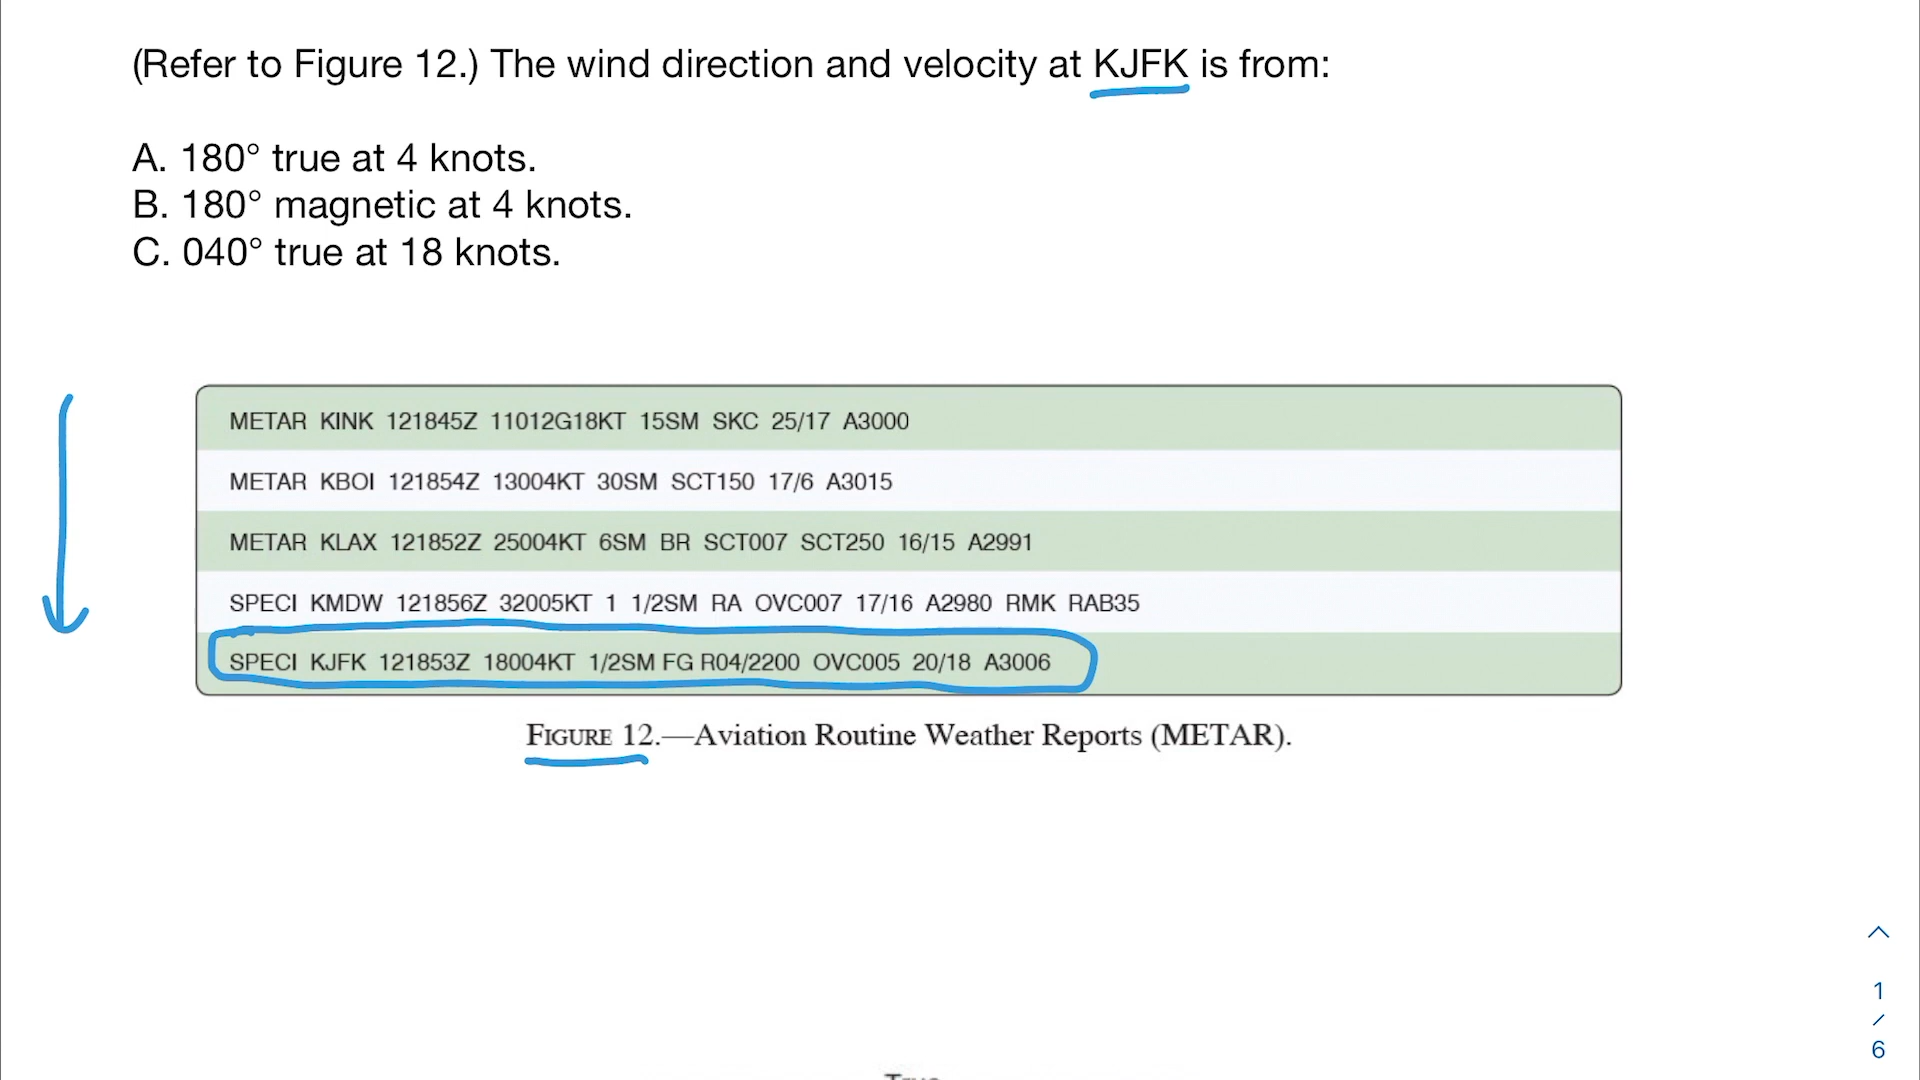 (Refer to Figure 12.) The wind direction and velocity at KJFK is from:
A. 180° true at 4 knots.
B. 180° magnetic at 4 knots.
C. 040° true at 18 knots.
METAR KINK 121845Z 11012G18KT 15SM SKC 25/17 A3000
METAR KBOI 121854Z 13004KT 30SM SCT150 17/6 A3015
METAR KLAX 121852Z 25004KT 6SM BR SCT007 SCT250 16/15 A2991
SPECI KMDW 121856Z 32005KT 1 1/2SM RA OVC007 17/16 A2980 RMK RAB35
SPECI KJFK 121853Z 18004KT 1/2SM FG R04/2200 OVC005 20/18 A3006
FIGURE 12.—Aviation Routine Weather Reports (METAR).
1
/
6